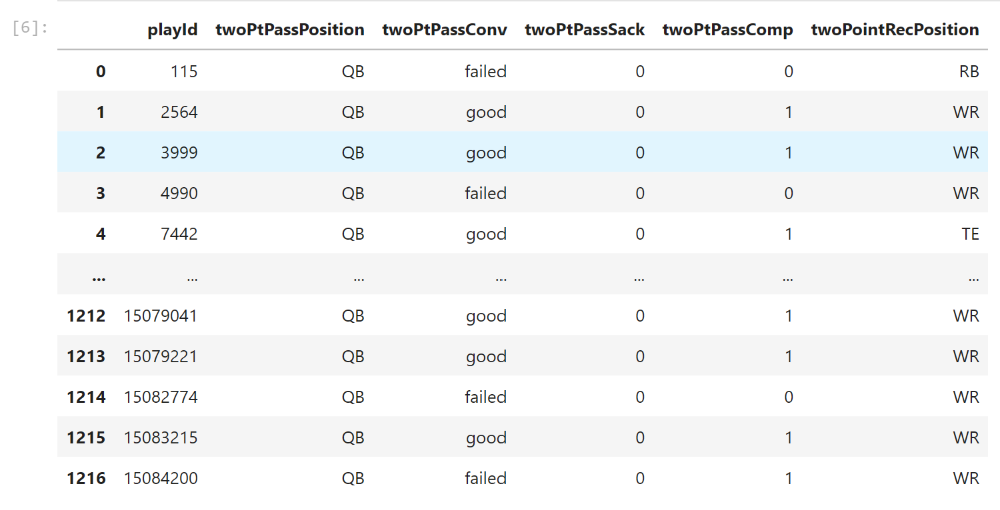 [6]:
playId twoPtPassPosition twoPtPassConv twoPtPassSack twoPtPassComp twoPointRecPosition
0 115 QB failed 0 0 RB
1 2564 QB good 0 1 WR
2 3999 QB good 0 1 WR
3 4990 QB failed 0 0 WR
4 7442 QB good 0 1 TE
... ... ... ... ... ... ...
1212 15079041 QB good 0 1 WR
1213 15079221 QB good 0 1 WR
1214 15082774 QB failed 0 0 WR
1215 15083215 QB good 0 1 WR
1216 15084200 QB failed 0 1 WR